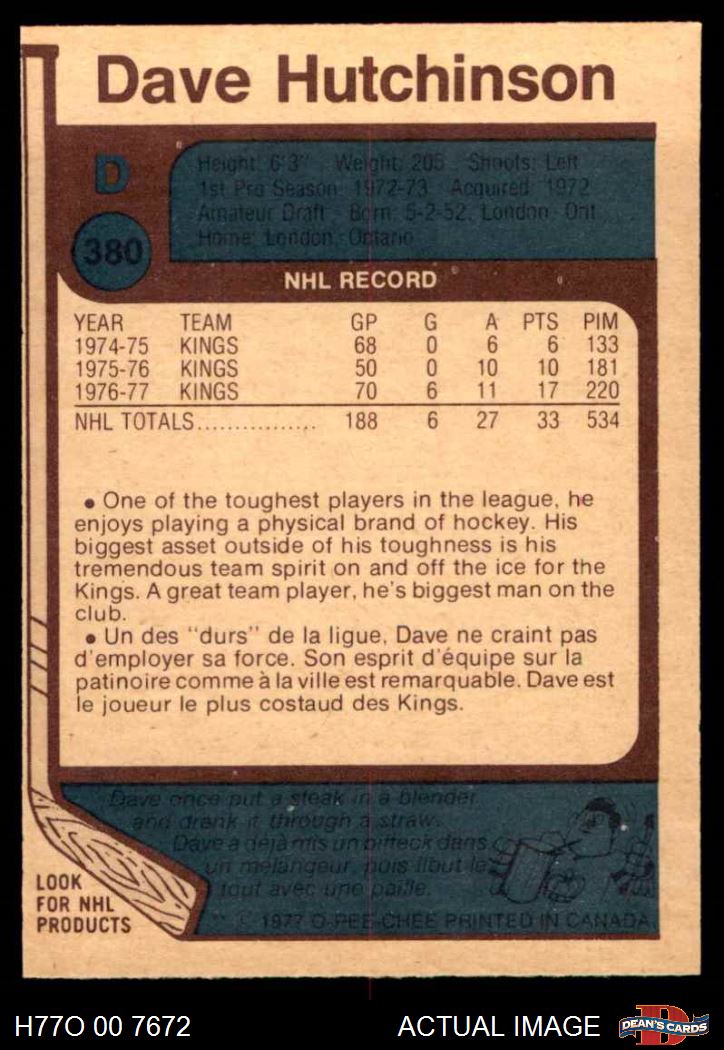 Dave Hutchinson
D
380
Height: 6'3" Weight: 205 Shoots: Left
1st Pro Season: 1972-73 Acquired: 1972
Amateur Draft Born: 5-2-52, London Ont
Home: London, Ontario
NHL RECORD
YEAR TEAM GP G A PTS PIM
1974-75 KINGS 68 0 6 6 133
1975-76 KINGS 50 0 10 10 181
1976-77 KINGS 70 6 11 17 220
NHL TOTALS................ 188 6 27 33 534
• One of the toughest players in the league, he
enjoys playing a physical brand of hockey. His
biggest asset outside of his toughness is his
tremendous team spirit on and off the ice for the
Kings. A great team player, he's biggest man on the
club.
• Un des "durs" de la ligue, Dave ne craint pas
d'employer sa force. Son esprit d'équipe sur la
patinoire comme à la ville est remarquable. Dave est
le joueur le plus costaud des Kings.
Dave once put a steak in a blender
and drank it through a straw.
Dave a déjà mis un bifteck dans
un mélangeur, puis il but le
tout avec une paille.
LOOK
FOR NHL
PRODUCTS
© 1977 O-PEE-CHEE PRINTED IN CANADA
H77O 00 7672
ACTUAL IMAGE
D
DEAN'S CARDS